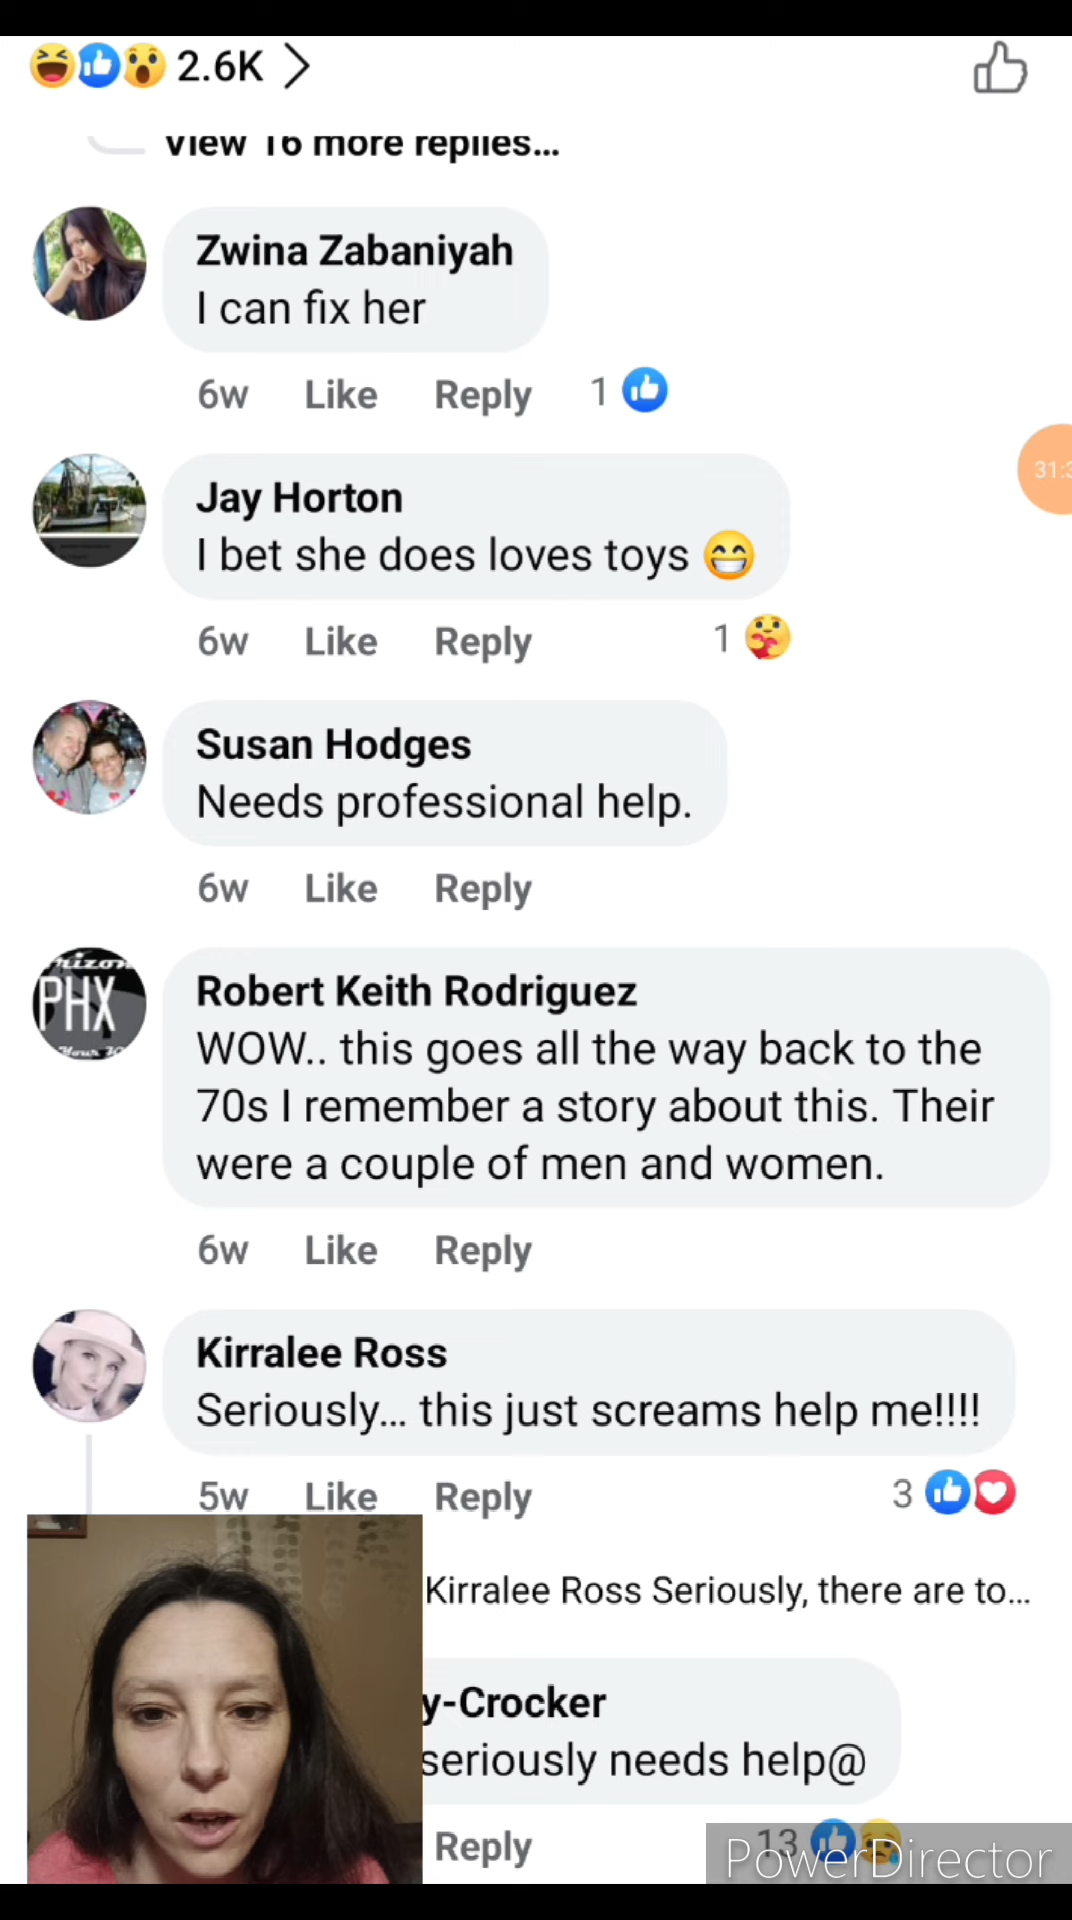 2.6K
View 16 more replies...
Zwina Zabaniyah
I can fix her
6w Like Reply 1
31:3
Jay Horton
I bet she does loves toys 😁
6w Like Reply 1
Susan Hodges
Needs professional help.
6w Like Reply
PHX
Robert Keith Rodriguez
WOW.. this goes all the way back to the
70s I remember a story about this. Their
were a couple of men and women.
6w Like Reply
Kirralee Ross
Seriously... this just screams help me!!!!
5w Like Reply 3
Kirralee Ross Seriously, there are to...
y-Crocker
seriously needs help@
Reply 13
PowerDirector